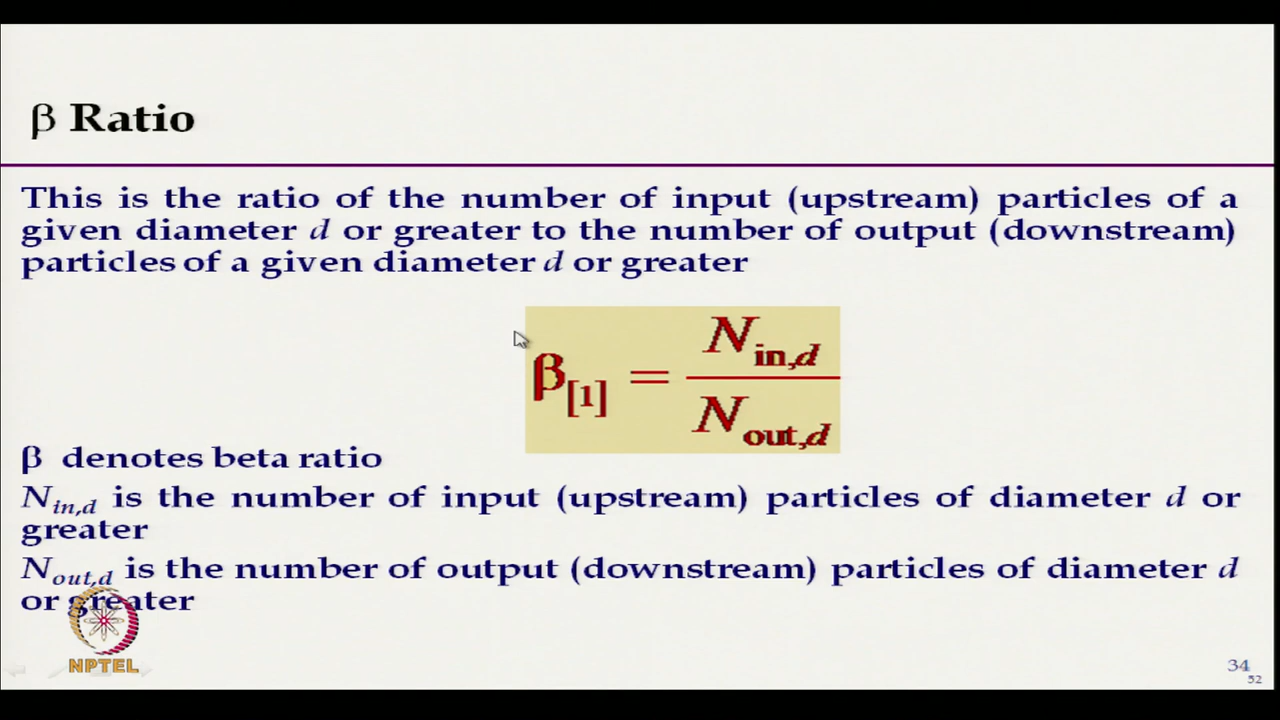 β Ratio
This is the ratio of the number of input (upstream) particles of a
given diameter d or greater to the number of output (downstream)
particles of a given diameter d or greater
β[1] = N in,d / N out,d
β denotes beta ratio
N in,d is the number of input (upstream) particles of diameter d or
greater
N out,d is the number of output (downstream) particles of diameter d
or greater
NPTEL
34
52